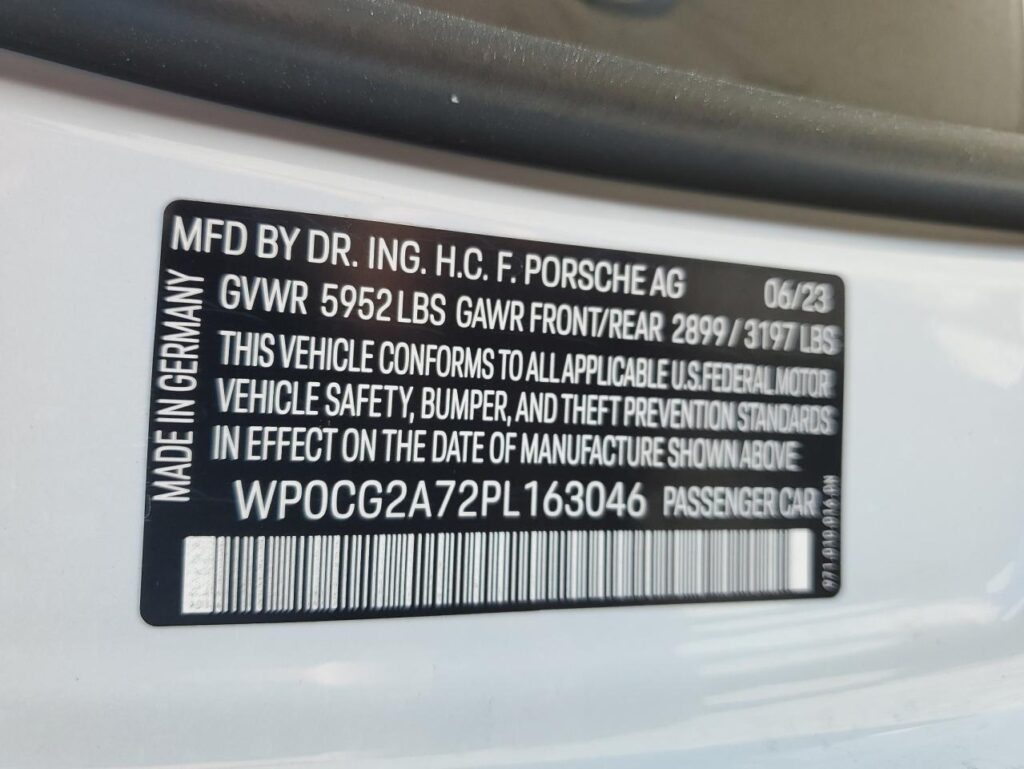 MFD BY DR. ING. H.C. F. PORSCHE AG 06/23
GVWR 5952 LBS GAWR FRONT/REAR 2899 / 3197 LBS
THIS VEHICLE CONFORMS TO ALL APPLICABLE U.S. FEDERAL MOTOR
VEHICLE SAFETY, BUMPER, AND THEFT PREVENTION STANDARDS
IN EFFECT ON THE DATE OF MANUFACTURE SHOWN ABOVE
WP0CG2A72PL163046 PASSENGER CAR
MADE IN GERMANY